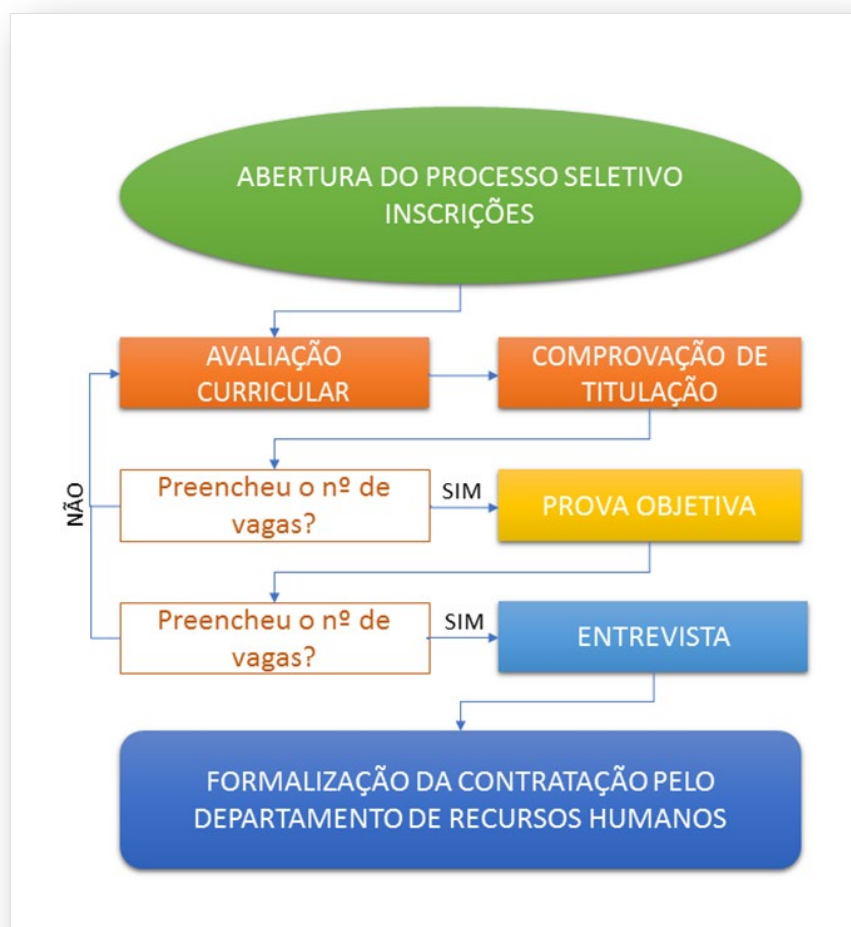 ABERTURA DO PROCESSO SELETIVO
INSCRIÇÕES
AVALIAÇÃO
CURRICULAR
COMPROVAÇÃO DE
TITULAÇÃO
NÃO
Preencheu o nº de
vagas?
SIM
PROVA OBJETIVA
Preencheu o nº de
vagas?
SIM
ENTREVISTA
FORMALIZAÇÃO DA CONTRATAÇÃO PELO
DEPARTAMENTO DE RECURSOS HUMANOS